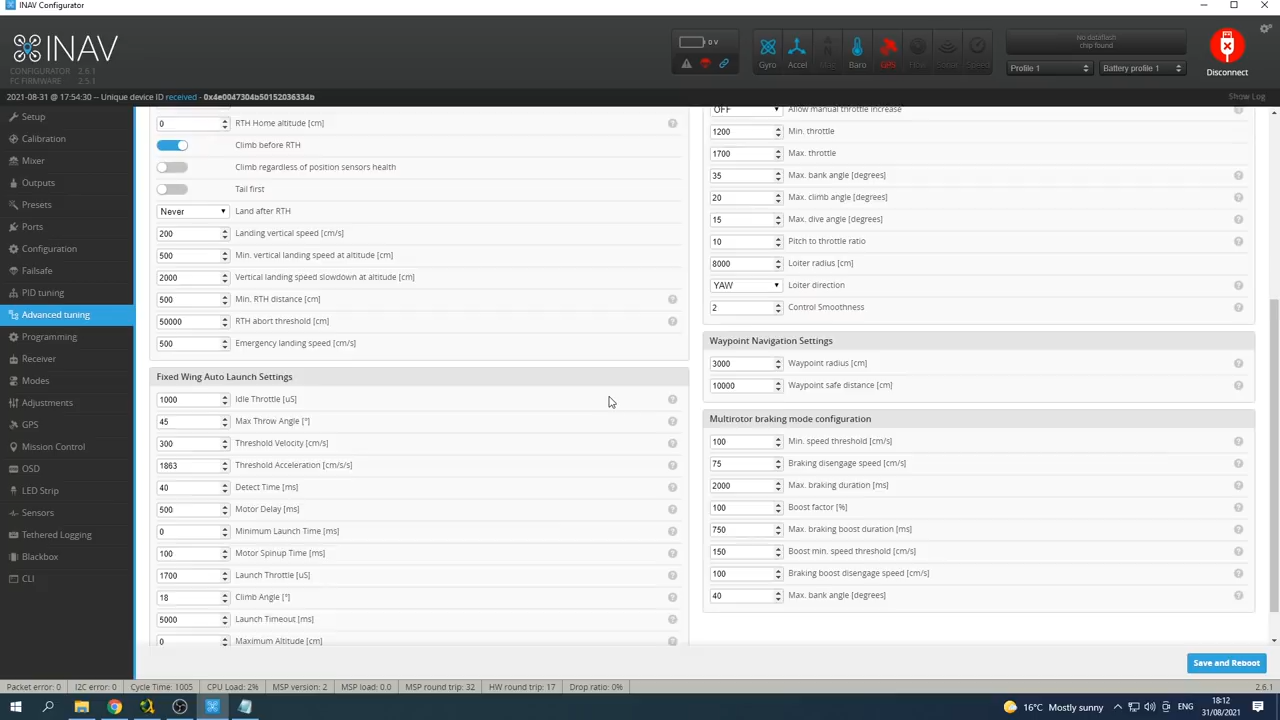 INAV Configurator
INAV
CONFIGURATOR 2.6.1
FC FIRMWARE 2.5.1
0 V
Gyro
Accel
Mag
Baro
GPS
Flow
Sonar
Speed
No dataflash
chip found
Profile 1
Battery profile 1
Disconnect
2021-08-31 @ 17:54:30 -- Unique device ID received - 0x4e0047304b50152036334b
Show Log
Setup
Calibration
Mixer
Outputs
Presets
Ports
Configuration
Failsafe
PID tuning
Advanced tuning
Programming
Receiver
Modes
Adjustments
GPS
Mission Control
OSD
LED Strip
Sensors
Tethered Logging
Blackbox
CLI
0 RTH Home altitude [cm]
Climb before RTH
Climb regardless of position sensors health
Tail first
Never Land after RTH
200 Landing vertical speed [cm/s]
500 Min. vertical landing speed at altitude [cm]
2000 Vertical landing speed slowdown at altitude [cm]
500 Min. RTH distance [cm]
50000 RTH abort threshold [cm]
500 Emergency landing speed [cm/s]
Fixed Wing Auto Launch Settings
1000 Idle Throttle [uS]
45 Max Throw Angle [°]
300 Threshold Velocity [cm/s]
1863 Threshold Acceleration [cm/s/s]
40 Detect Time [ms]
500 Motor Delay [ms]
0 Minimum Launch Time [ms]
100 Motor Spinup Time [ms]
1700 Launch Throttle [uS]
18 Climb Angle [°]
5000 Launch Timeout [ms]
0 Maximum Altitude [cm]
OFF Allow manual throttle increase
1200 Min. throttle
1700 Max. throttle
35 Max. bank angle [degrees]
20 Max. climb angle [degrees]
15 Max. dive angle [degrees]
10 Pitch to throttle ratio
8000 Loiter radius [cm]
YAW Loiter direction
2 Control Smoothness
Waypoint Navigation Settings
3000 Waypoint radius [cm]
10000 Waypoint safe distance [cm]
Multirotor braking mode configuration
100 Min. speed threshold [cm/s]
75 Braking disengage speed [cm/s]
2000 Max. braking duration [ms]
100 Boost factor [%]
750 Max. braking boost duration [ms]
150 Boost min. speed threshold [cm/s]
100 Braking boost disengage speed [cm/s]
40 Max. bank angle [degrees]
Save and Reboot
Packet error: 0
I2C error: 0
Cycle Time: 1005
CPU Load: 2%
MSP version: 2
MSP load: 0.0
MSP round trip: 32
HW round trip: 17
Drop ratio: 0%
2.6.1
16°C Mostly sunny
ENG
18:12
31/08/2021